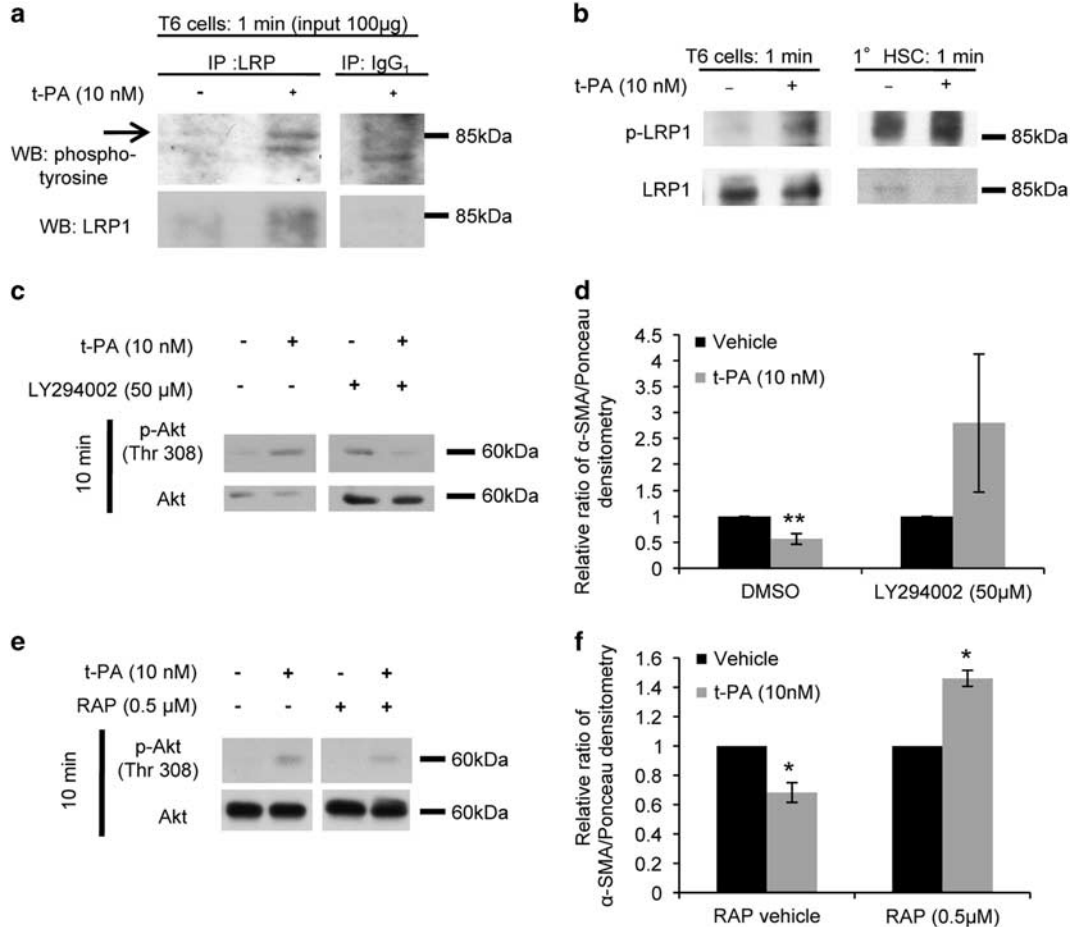 a
T6 cells: 1 min (input 100µg)
IP :LRP
IP: IgG1
t-PA (10 nM)
-
+
+
85kDa
WB: phospho-
tyrosine
85kDa
WB: LRP1
b
T6 cells: 1 min
1° HSC: 1 min
t-PA (10 nM)
–
+
–
+
p-LRP1
85kDa
LRP1
85kDa
c
t-PA (10 nM)
-
+
-
+
LY294002 (50 µM)
-
-
+
+
10 min
p-Akt
(Thr 308)
60kDa
Akt
60kDa
d
Relative ratio of α-SMA/Ponceau
densitometry
4.5
4
3.5
3
2.5
2
1.5
1
0.5
0
Vehicle
t-PA (10 nM)
**
DMSO
LY294002 (50µM)
e
t-PA (10 nM)
-
+
-
+
RAP (0.5 µM)
-
-
+
+
10 min
p-Akt
(Thr 308)
60kDa
Akt
60kDa
f
Relative ratio of
α-SMA/Ponceau densitometry
1.6
1.4
1.2
1
0.8
0.6
0.4
0.2
0
Vehicle
t-PA (10nM)
*
*
RAP vehicle
RAP (0.5µM)